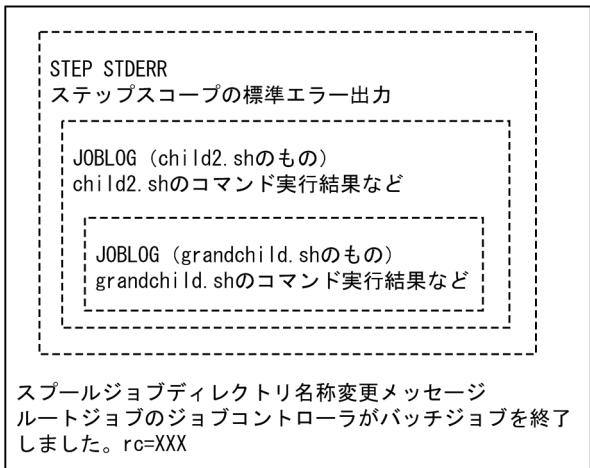 STEP STDERR
ステップスコープの標準エラー出力
JOBLOG (child2.shのもの)
child2.shのコマンド実行結果など
JOBLOG (grandchild.shのもの)
grandchild.shのコマンド実行結果など
スプールジョブディレクトリ名称変更メッセージ
ルートジョブのジョブコントローラがバッチジョブを終了
しました。rc=XXX